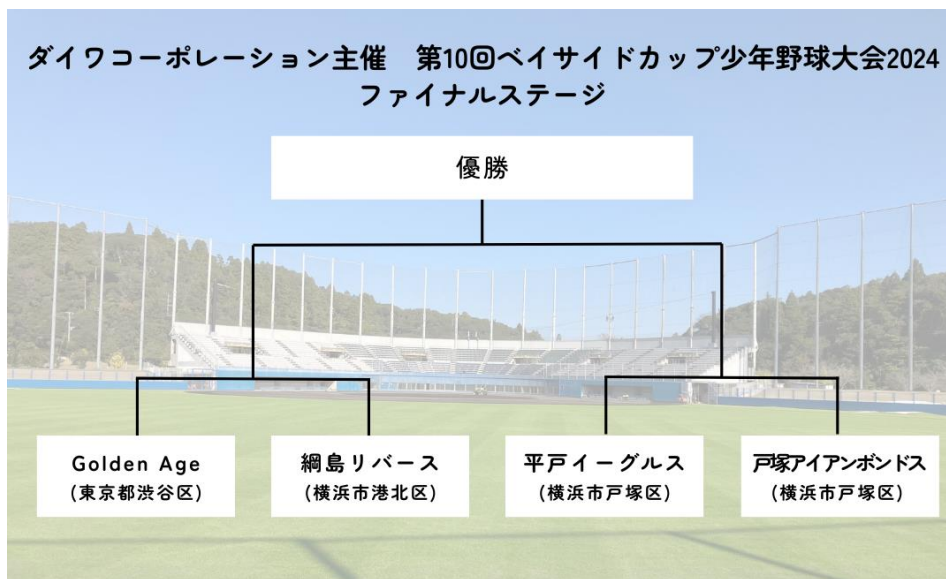 ダイワコーポレーション主催　第10回ベイサイドカップ少年野球大会2024
ファイナルステージ
優勝
Golden Age
(東京都渋谷区)
綱島リバース
(横浜市港北区)
平戸イーグルス
(横浜市戸塚区)
戸塚アイアンボンドス
(横浜市戸塚区)